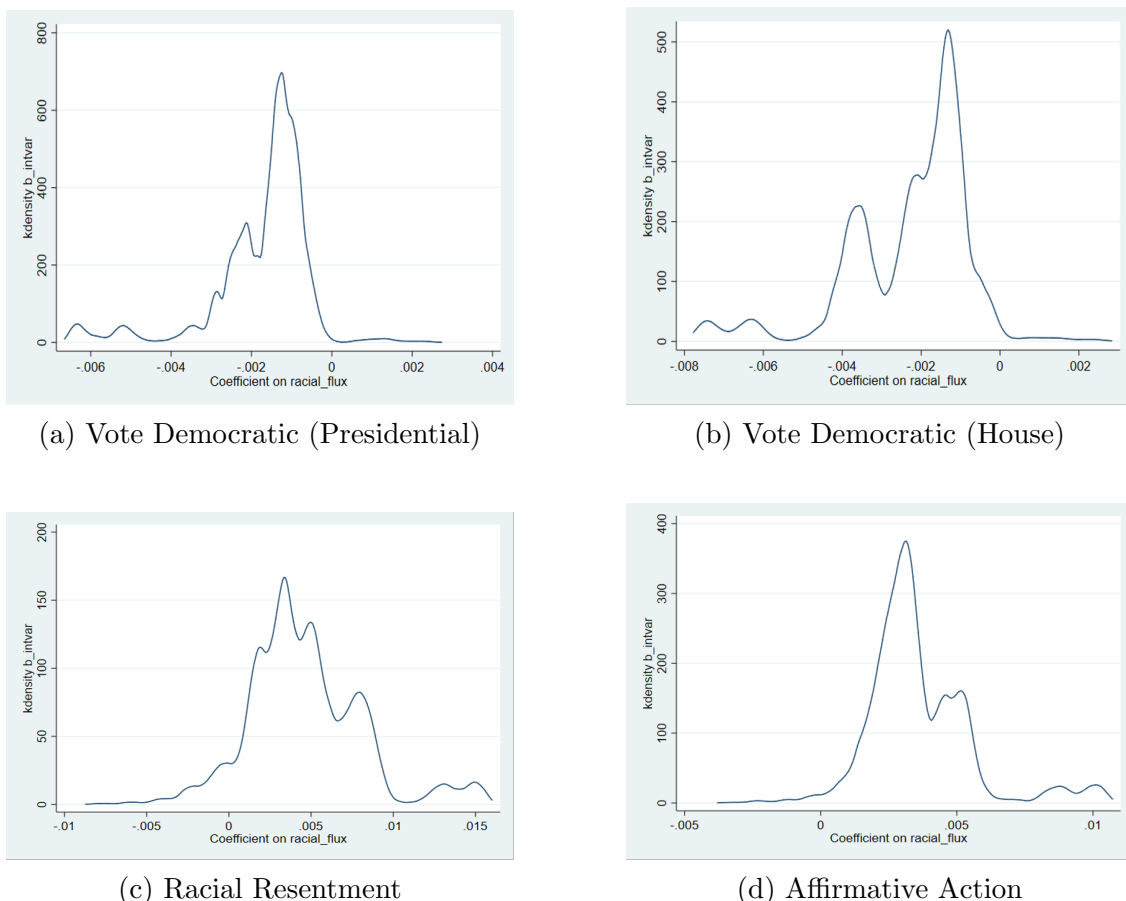 kdensity b_intvar
800
600
400
200
0
-.006 -.004 -.002 0 .002 .004
Coefficient on racial_flux
(a) Vote Democratic (Presidential)
kdensity b_intvar
500
400
300
200
100
0
-.008 -.006 -.004 -.002 0 .002
Coefficient on racial_flux
(b) Vote Democratic (House)
kdensity b_intvar
200
150
100
50
0
-.01 -.005 0 .005 .01 .015
Coefficient on racial_flux
(c) Racial Resentment
kdensity b_intvar
400
300
200
100
0
-.005 0 .005 .01
Coefficient on racial_flux
(d) Affirmative Action